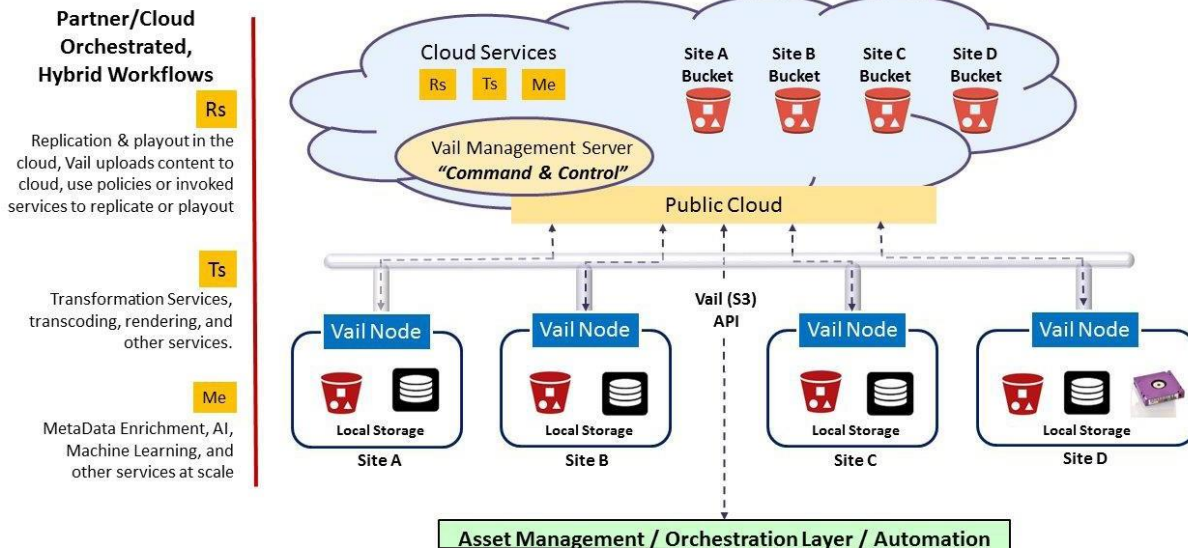 Partner/Cloud
Orchestrated,
Hybrid Workflows
Rs
Replication & playout in the
cloud, Vail uploads content to
cloud, use policies or invoked
services to replicate or playout
Ts
Transformation Services,
transcoding, rendering, and
other services.
Me
MetaData Enrichment, AI,
Machine Learning, and
other services at scale
Cloud Services
Rs Ts Me
Site A
Bucket
Site B
Bucket
Site C
Bucket
Site D
Bucket
Vail Management Server
“Command & Control”
Public Cloud
Vail (S3)
API
Vail Node
Local Storage
Site A
Vail Node
Local Storage
Site B
Vail Node
Local Storage
Site C
Vail Node
Local Storage
Site D
Asset Management / Orchestration Layer / Automation